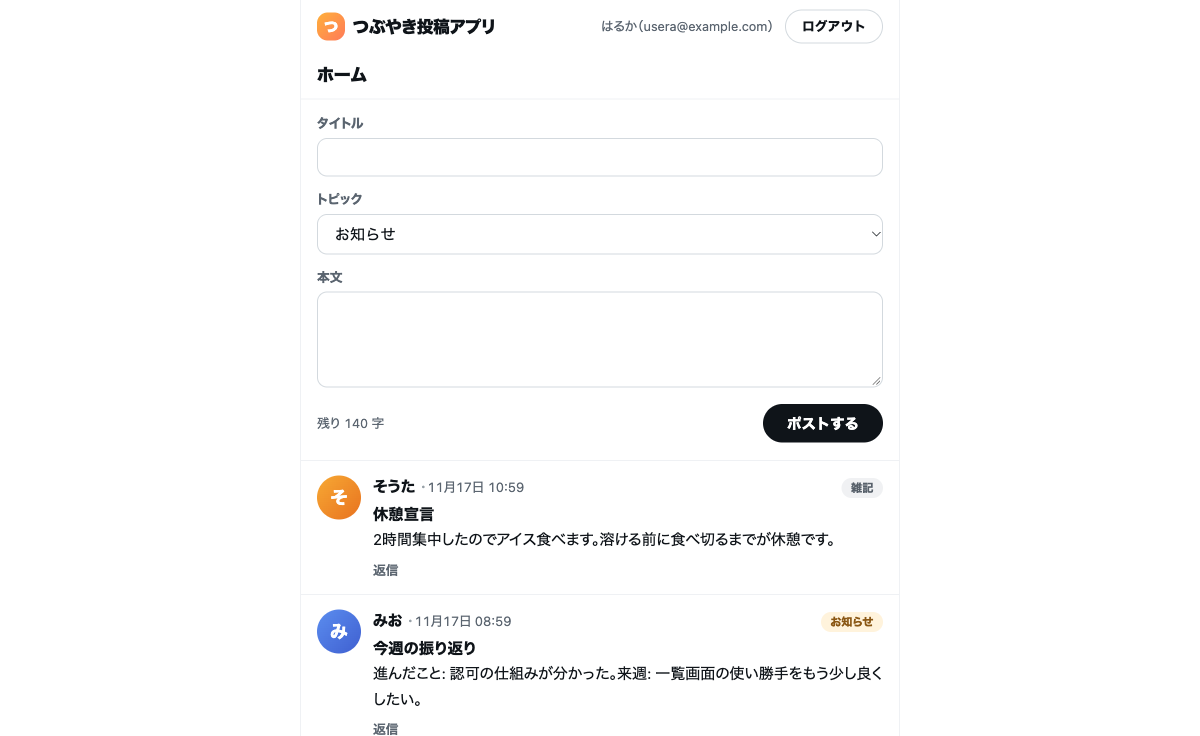 つ つぶやき投稿アプリ はるか（usera@example.com） ログアウト
ホーム
タイトル
トピック
お知らせ
本文
残り 140 字 ポストする
そ そうた ·11月17日 10:59 雑記
休憩宣言
2時間集中したのでアイス食べます。溶ける前に食べ切るまでが休憩です。
返信
み みお ·11月17日 08:59 お知らせ
今週の振り返り
進んだこと: 認可の仕組みが分かった。来週: 一覧画面の使い勝手をもう少し良く
したい。
返信